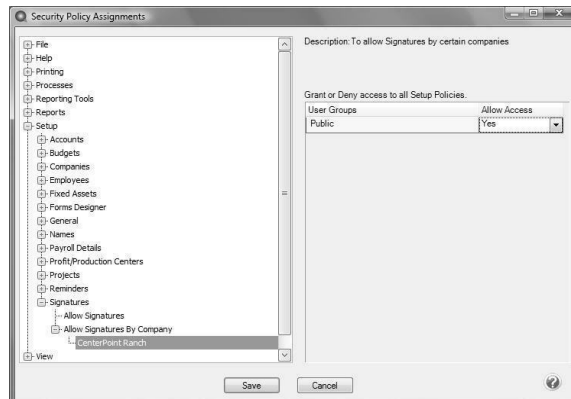 Security Policy Assignments
File
Help
Printing
Processes
Reporting Tools
Reports
Setup
Accounts
Budgets
Companies
Employees
Fixed Assets
Forms Designer
General
Names
Payroll Details
Profit/Production Centers
Projects
Reminders
Signatures
Allow Signatures
Allow Signatures By Company
CenterPoint Ranch
View
Description: To allow Signatures by certain companies
Grant or Deny access to all Setup Policies.
User Groups Allow Access
Public Yes
Save Cancel
?